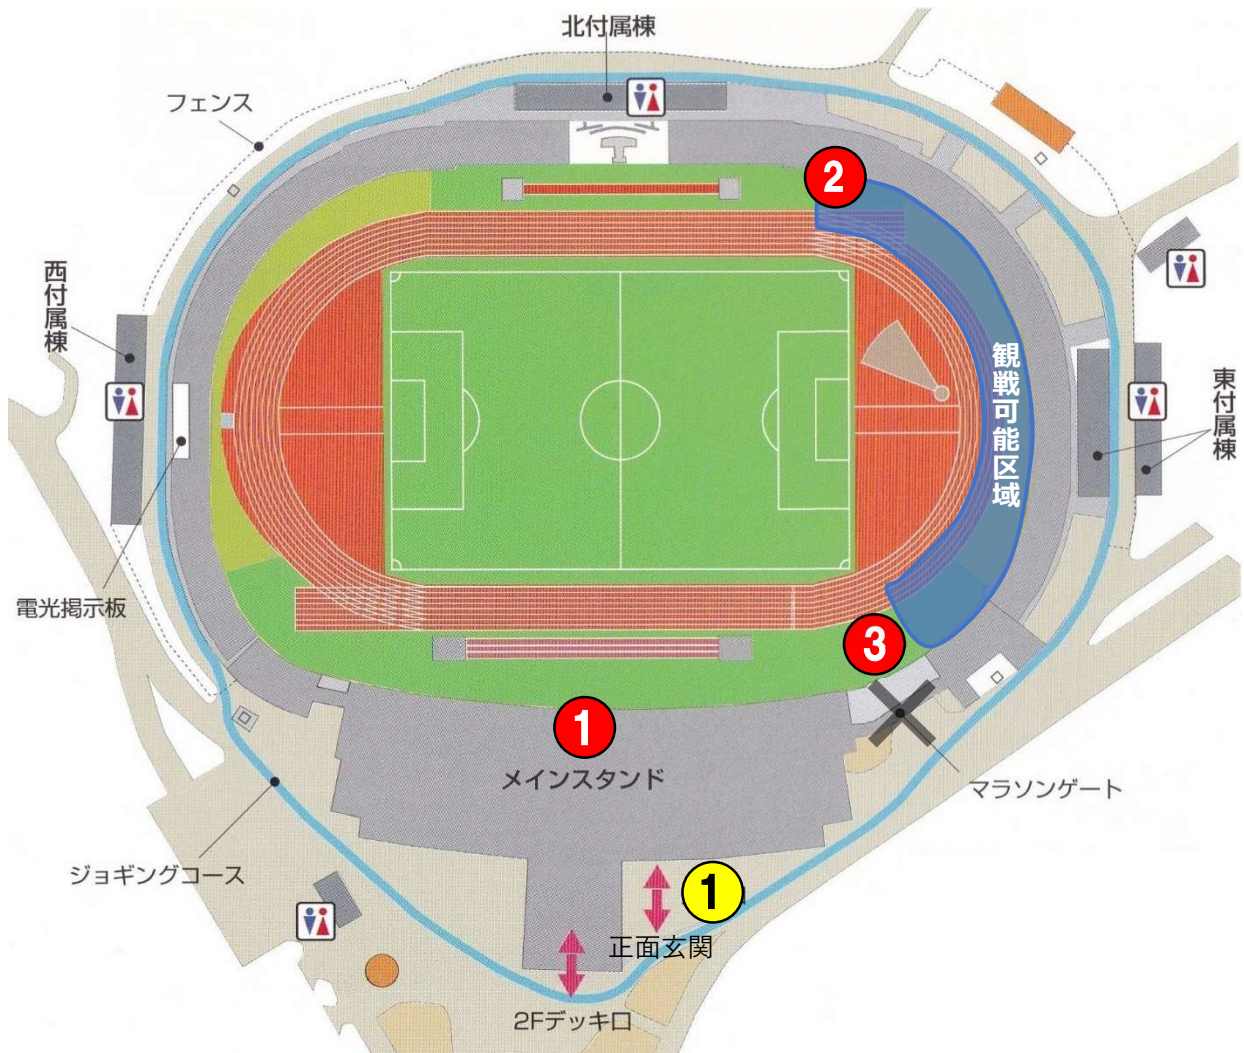 北付属棟
フェンス
2
西付属棟
観戦可能区域
東付属棟
電光掲示板
3
1
メインスタンド
マラソンゲート
ジョギングコース
1
正面玄関
2Fデッキ口